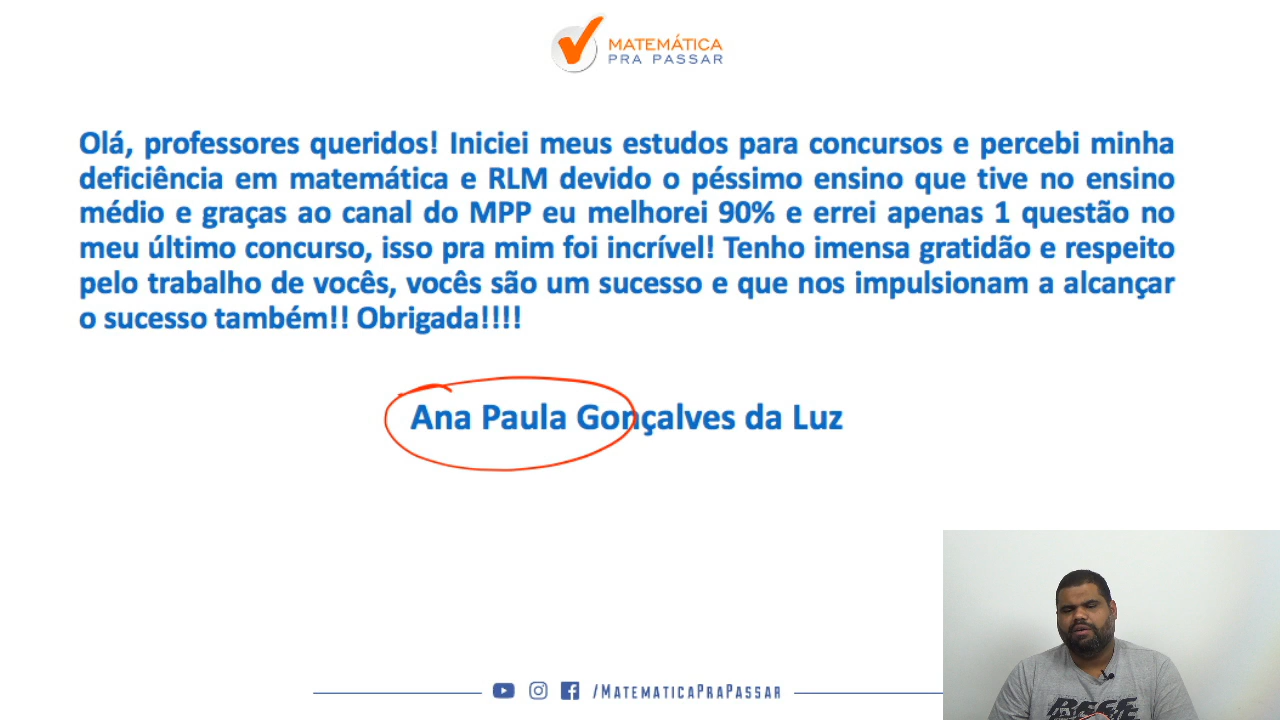 MATEMÁTICA
PRA PASSAR
Olá, professores queridos! Iniciei meus estudos para concursos e percebi minha
deficiência em matemática e RLM devido o péssimo ensino que tive no ensino
médio e graças ao canal do MPP eu melhorei 90% e errei apenas 1 questão no
meu último concurso, isso pra mim foi incrível! Tenho imensa gratidão e respeito
pelo trabalho de vocês, vocês são um sucesso e que nos impulsionam a alcançar
o sucesso também!! Obrigada!!!!
Ana Paula Gonçalves da Luz
/MATEMATICAPRAPASSAR